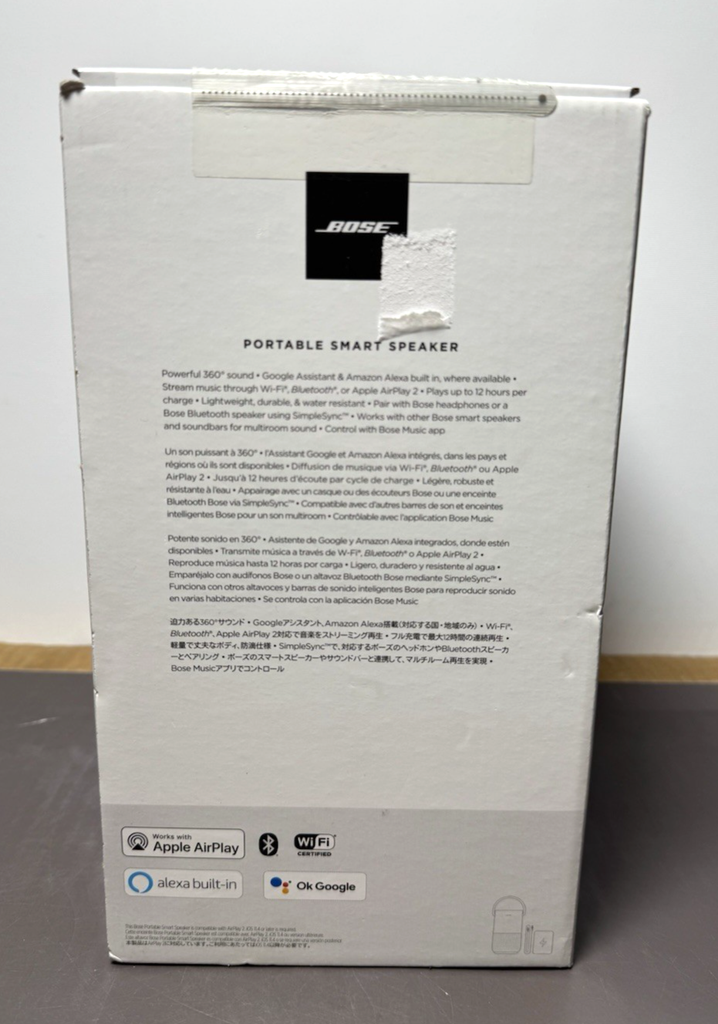 BOSE
PORTABLE SMART SPEAKER
Powerful 360° sound • Google Assistant & Amazon Alexa built in, where available •
Stream music through Wi-Fi®, Bluetooth®, or Apple AirPlay 2 • Plays up to 12 hours per
charge • Lightweight, durable, & water resistant • Pair with Bose headphones or a
Bose Bluetooth speaker using SimpleSync™ • Works with other Bose smart speakers
and soundbars for multiroom sound • Control with Bose Music app
Un son puissant à 360° • l'Assistant Google et Amazon Alexa intégrés, dans les pays et
régions où ils sont disponibles • Diffusion de musique via Wi-Fi®, Bluetooth® ou Apple
AirPlay 2 • Jusqu'à 12 heures d'écoute par cycle de charge • Légère, robuste et
résistante à l'eau • Appairage avec un casque ou des écouteurs Bose ou une enceinte
Bluetooth Bose via SimpleSync™ • Compatible avec d'autres barres de son et enceintes
intelligentes Bose pour un son multiroom • Contrôlable avec l'application Bose Music
Potente sonido en 360° • Asistente de Google y Amazon Alexa integrados, donde estén
disponibles • Transmite música a través de W-Fi®, Bluetooth® o Apple AirPlay 2 •
Reproduce música hasta 12 horas por carga • Ligero, duradero y resistente al agua •
Emparéjalo con audífonos Bose o un altavoz Bluetooth Bose mediante SimpleSync™ •
Funciona con otros altavoces y barras de sonido inteligentes Bose para reproducir sonido
en varias habitaciones • Se controla con la aplicación Bose Music
迫力ある360°サウンド • Googleアシスタント、Amazon Alexa搭載(対応する国・地域のみ) • Wi-Fi®、
Bluetooth®、Apple AirPlay 2対応で音楽をストリーミング再生 • フル充電で最大12時間の連続再生 •
軽量で丈夫なボディ、防滴仕様 • SimpleSync™で、対応するボーズのヘッドホンやBluetoothスピーカ
ーとペアリング • ボーズのスマートスピーカーやサウンドバーと連携して、マルチルーム再生を実現 •
Bose Musicアプリでコントロール
Works with
Apple AirPlay
WiFi
CERTIFIED
alexa built-in
Ok Google